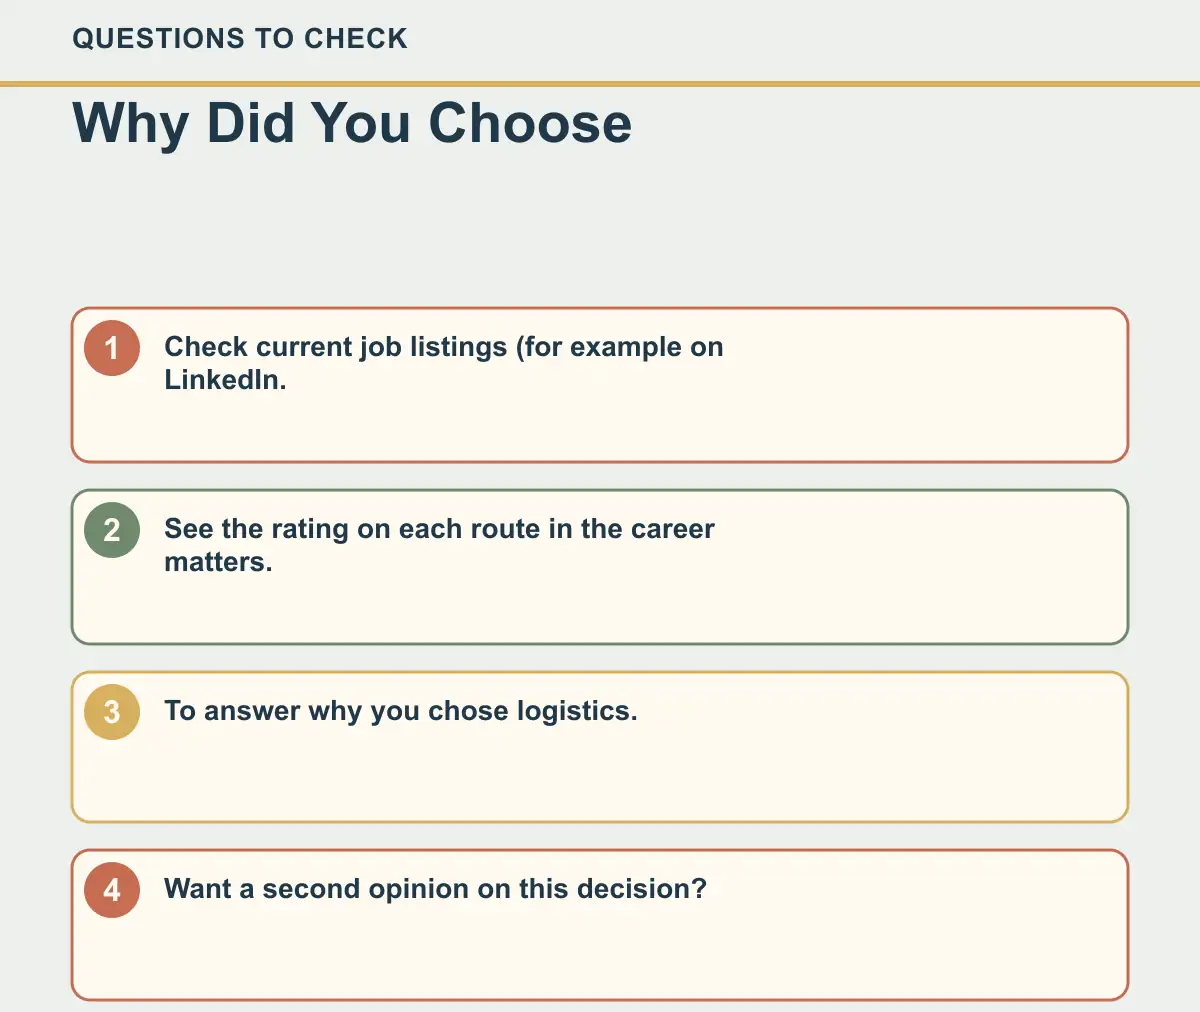 QUESTIONS TO CHECK
Why Did You Choose
1
Check current job listings (for example on
LinkedIn.
2
See the rating on each route in the career
matters.
3
To answer why you chose logistics.
4
Want a second opinion on this decision?